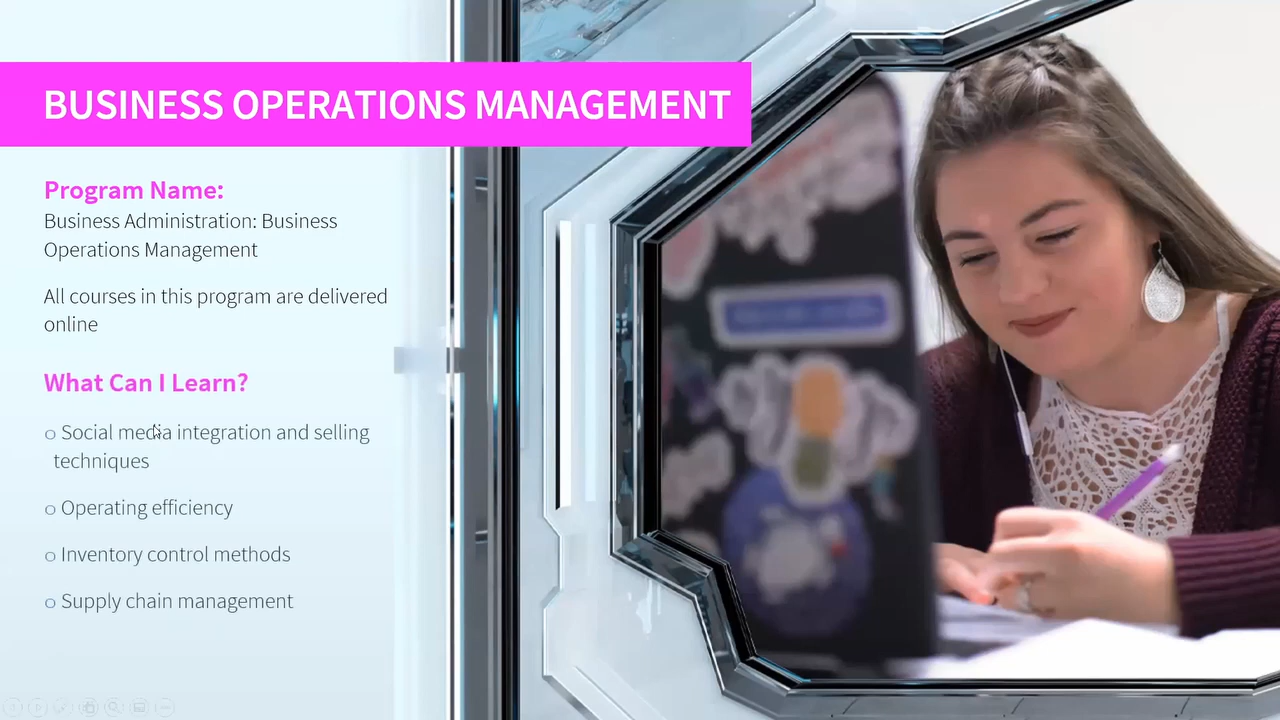 BUSINESS OPERATIONS MANAGEMENT
Program Name:
Business Administration: Business
Operations Management
All courses in this program are delivered
online
What Can I Learn?
o Social media integration and selling
techniques
o Operating efficiency
o Inventory control methods
o Supply chain management